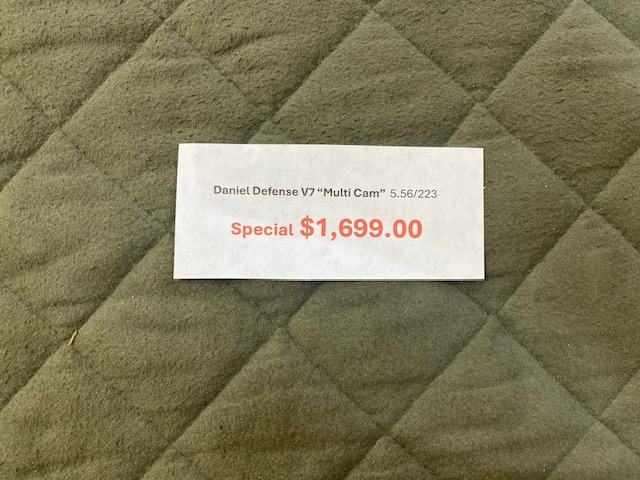 Daniel Defense V7 “Multi Cam” 5.56/223
Special $1,699.00